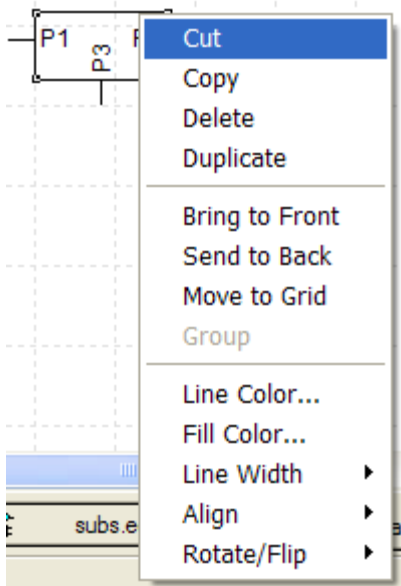 P1
P3
Cut
Copy
Delete
Duplicate
Bring to Front
Send to Back
Move to Grid
Group
Line Color...
Fill Color...
Line Width
Align
Rotate/Flip
subs.e